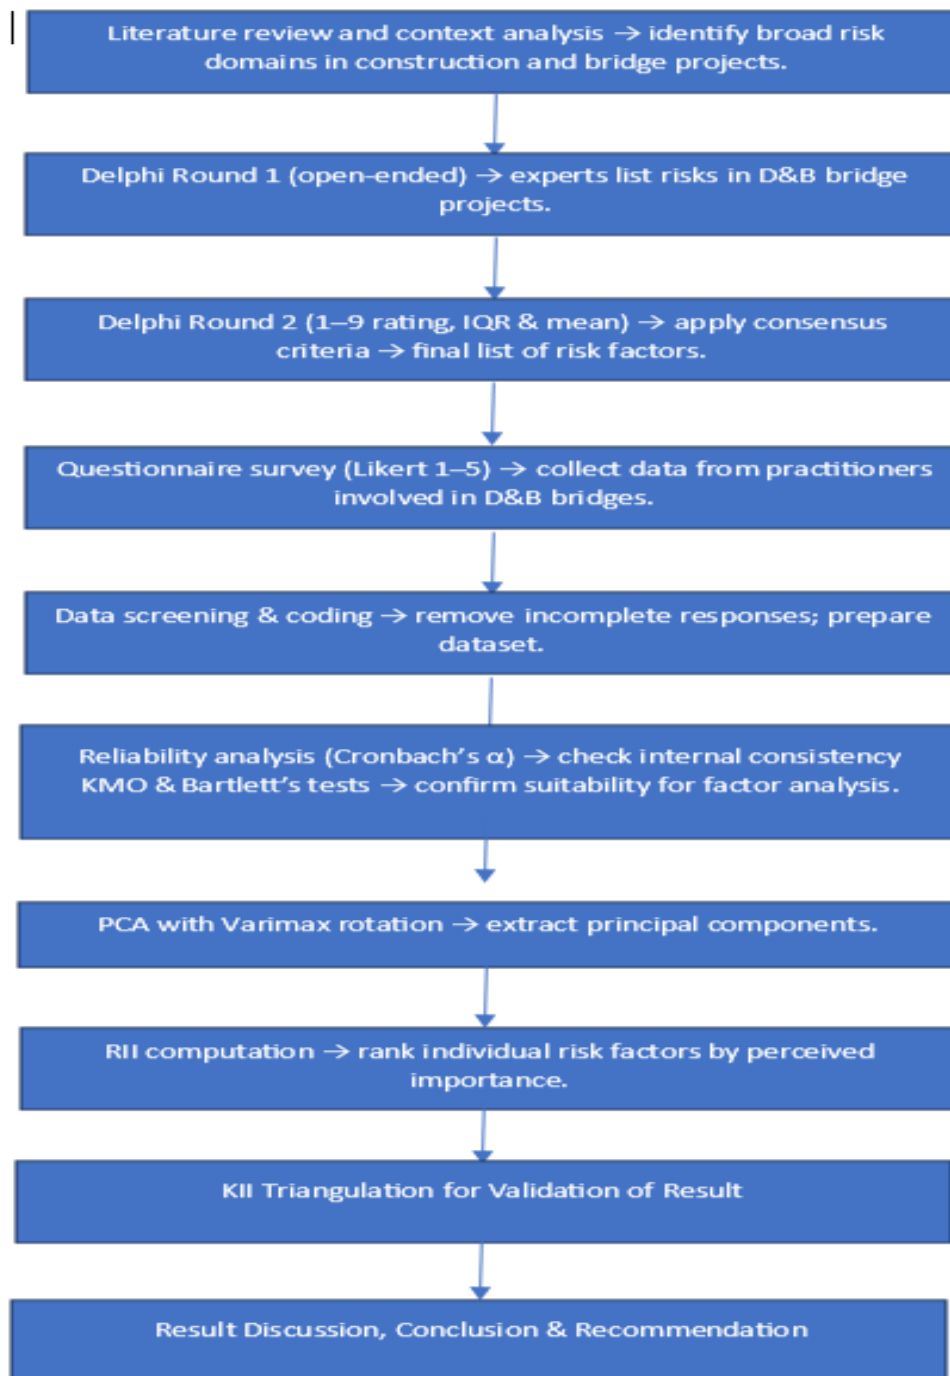 Literature review and context analysis → identify broad risk
domains in construction and bridge projects.
Delphi Round 1 (open-ended) → experts list risks in D&B bridge
projects.
Delphi Round 2 (1–9 rating, IQR & mean) → apply consensus
criteria → final list of risk factors.
Questionnaire survey (Likert 1–5) → collect data from practitioners
involved in D&B bridges.
Data screening & coding → remove incomplete responses; prepare
dataset.
Reliability analysis (Cronbach’s α) → check internal consistency
KMO & Bartlett’s tests → confirm suitability for factor analysis.
PCA with Varimax rotation → extract principal components.
RII computation → rank individual risk factors by perceived
importance.
KII Triangulation for Validation of Result
Result Discussion, Conclusion & Recommendation